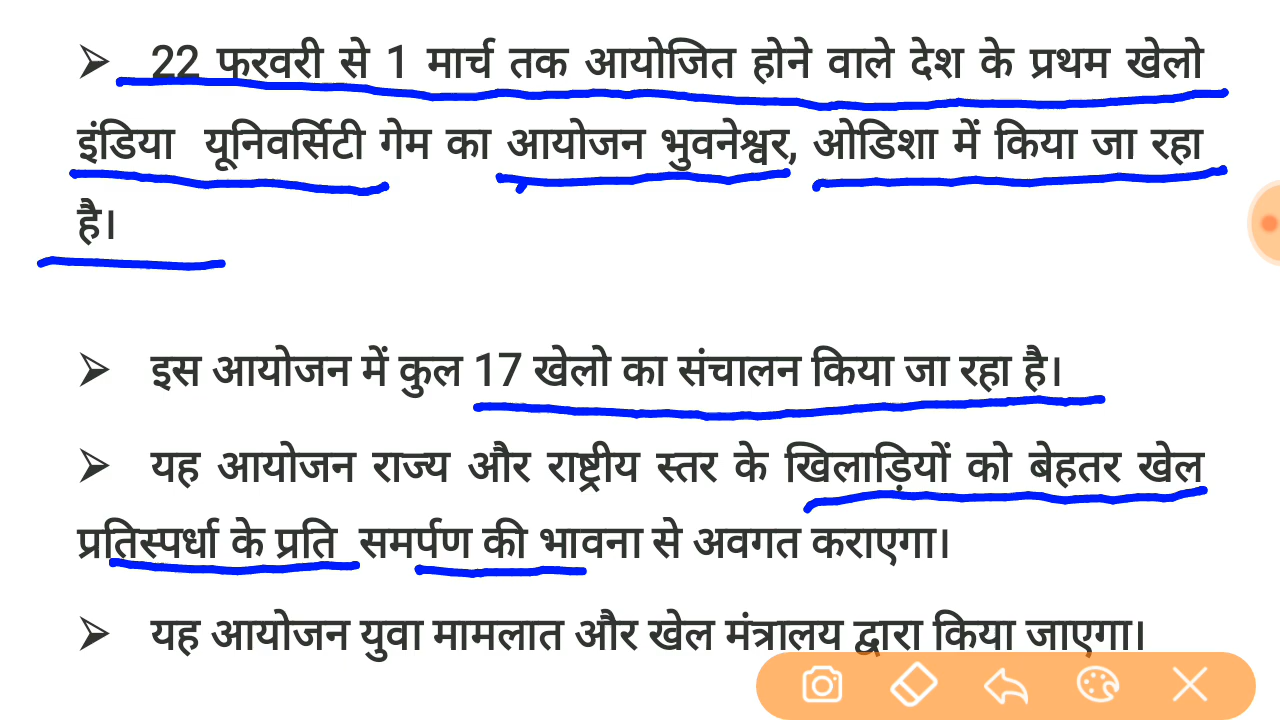 ➢ 22 फरवरी से 1 मार्च तक आयोजित होने वाले देश के प्रथम खेलो
इंडिया यूनिवर्सिटी गेम का आयोजन भुवनेश्वर, ओडिशा में किया जा रहा
है।
➢ इस आयोजन में कुल 17 खेलो का संचालन किया जा रहा है।
➢ यह आयोजन राज्य और राष्ट्रीय स्तर के खिलाड़ियों को बेहतर खेल
प्रतिस्पर्धा के प्रति समर्पण की भावना से अवगत कराएगा।
➢ यह आयोजन युवा मामलात और खेल मंत्रालय द्वारा किया जाएगा।